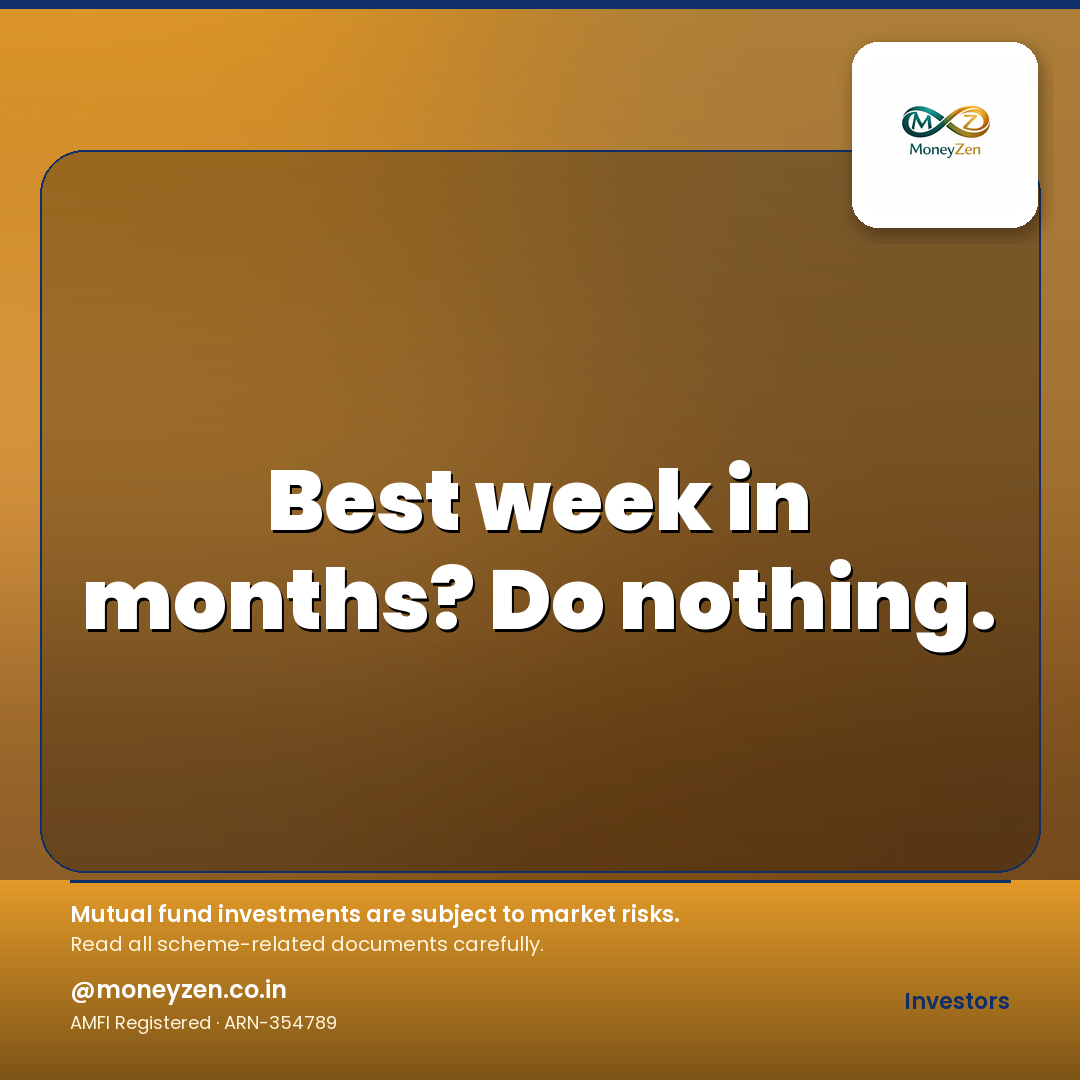 M Z
MoneyZen
Best week in
months? Do nothing.
Mutual fund investments are subject to market risks.
Read all scheme-related documents carefully.
@moneyzen.co.in
AMFI Registered · ARN-354789
Investors